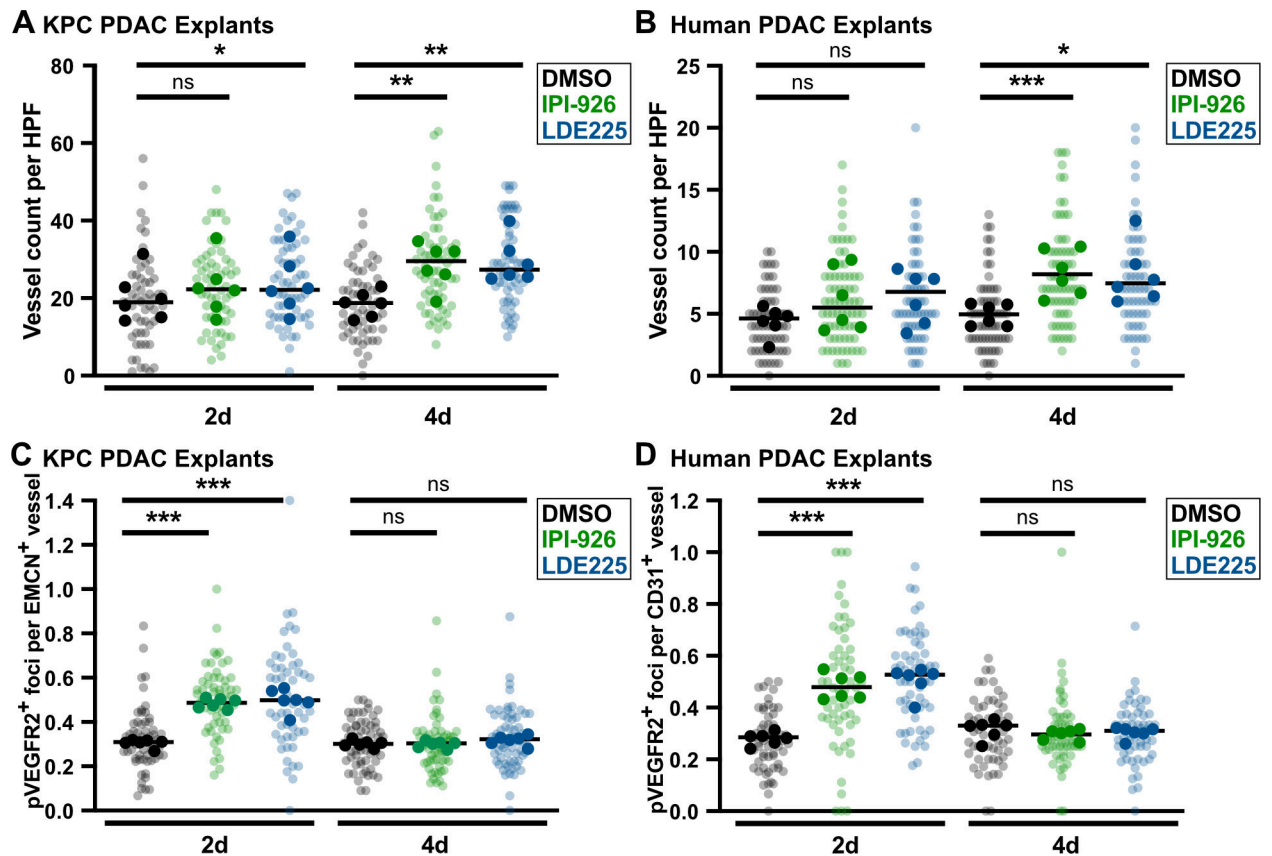 A KPC PDAC Explants
Vessel count per HPF
80
60
40
20
0
*
ns
**
**
DMSO
IPI-926
LDE225
2d
4d
B Human PDAC Explants
Vessel count per HPF
25
20
15
10
5
0
ns
ns
*
***
DMSO
IPI-926
LDE225
2d
4d
C KPC PDAC Explants
pVEGFR2+ foci per EMCN+ vessel
1.4
1.2
1.0
0.8
0.6
0.4
0.2
0.0
***
***
ns
ns
DMSO
IPI-926
LDE225
2d
4d
D Human PDAC Explants
pVEGFR2+ foci per CD31+ vessel
1.2
1.0
0.8
0.6
0.4
0.2
0.0
***
***
ns
ns
DMSO
IPI-926
LDE225
2d
4d